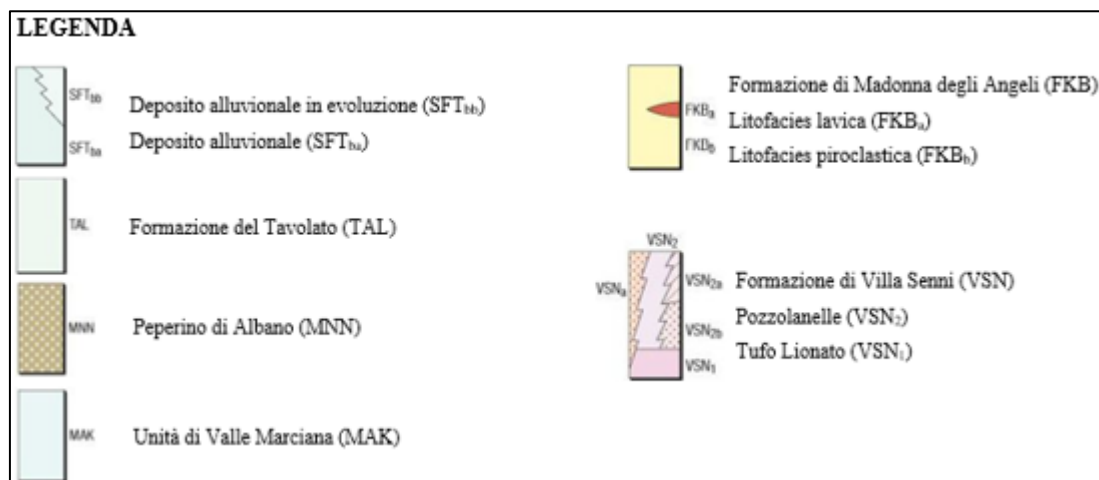 LEGENDA
SFTbb
Deposito alluvionale in evoluzione (SFTbb)
SFTba
Deposito alluvionale (SFTba)
TAL
Formazione del Tavolato (TAL)
MNN
Peperino di Albano (MNN)
MAK
Unità di Valle Marciana (MAK)
Formazione di Madonna degli Angeli (FKB)
FKBa
Litofacies lavica (FKBa)
FKBb
Litofacies piroclastica (FKBb)
VSN2
VSNa
VSN2a
Formazione di Villa Senni (VSN)
Pozzolanelle (VSN2)
VSN2b
Tufo Lionato (VSN1)
VSN1